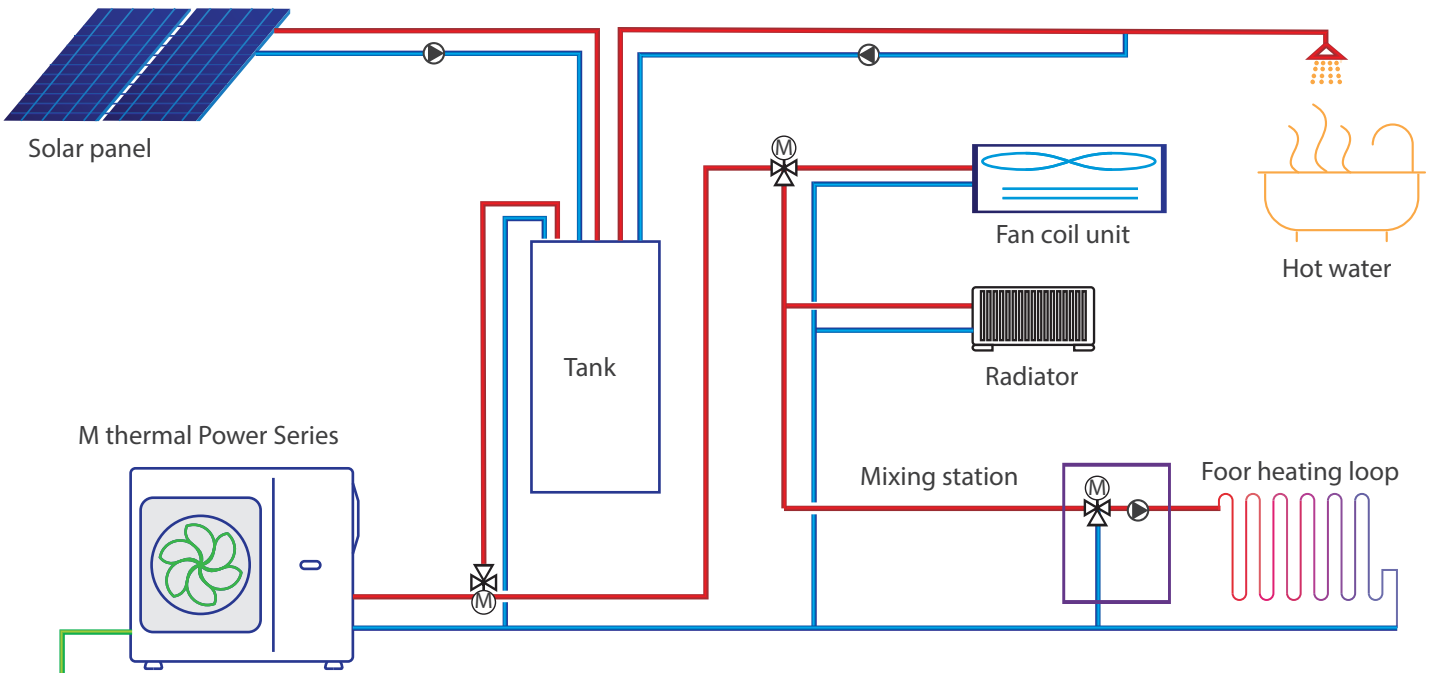 Solar panel
M
Fan coil unit
Hot water
Tank
Radiator
M thermal Power Series
Mixing station
M
Foor heating loop
M